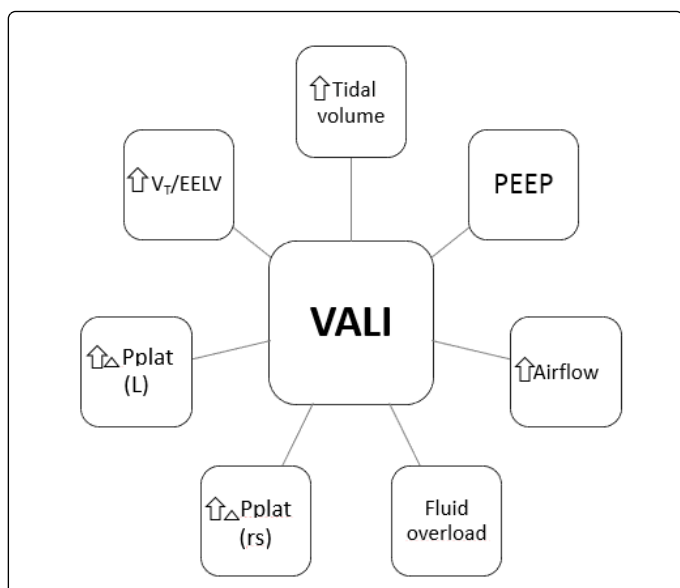 ⇧Tidal
volume
⇧V_T/EELV
PEEP
VALI
⇧△Pplat
(L)
⇧Airflow
⇧△Pplat
(rs)
Fluid
overload